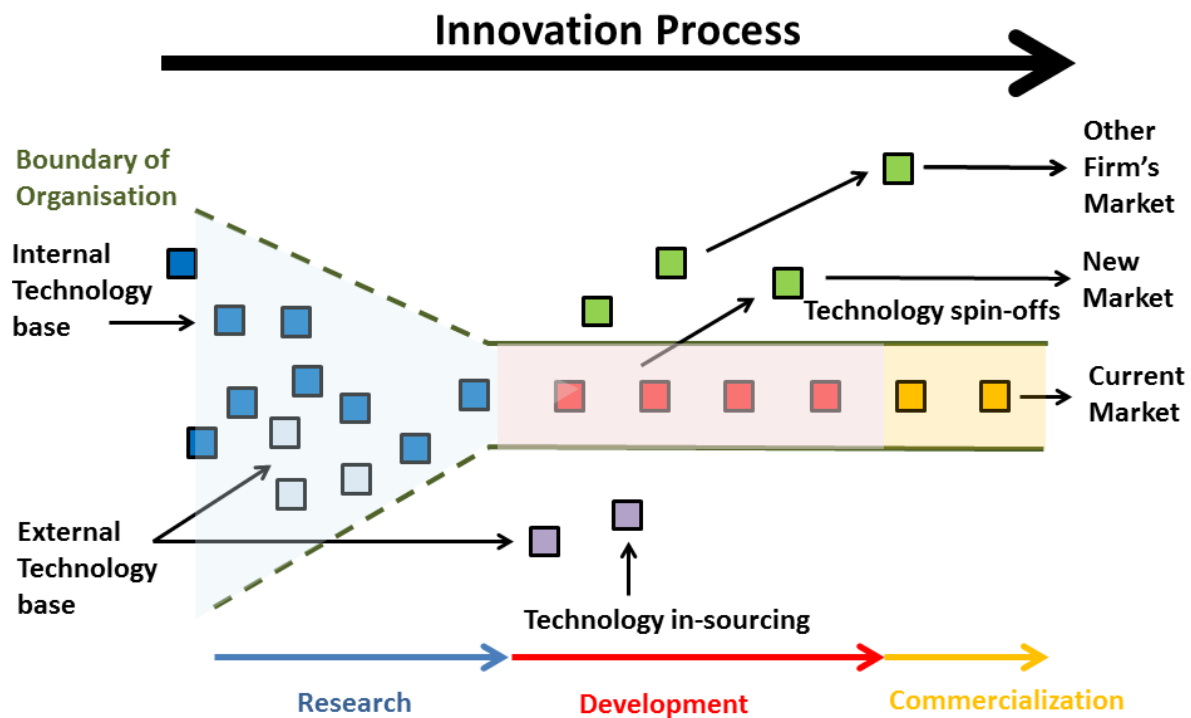 Innovation Process
Boundary of
Organisation
Other
Firm's
Market
Internal
Technology
base
New
Market
Technology spin-offs
Current
Market
External
Technology
base
Technology in-sourcing
Research
Development
Commercialization